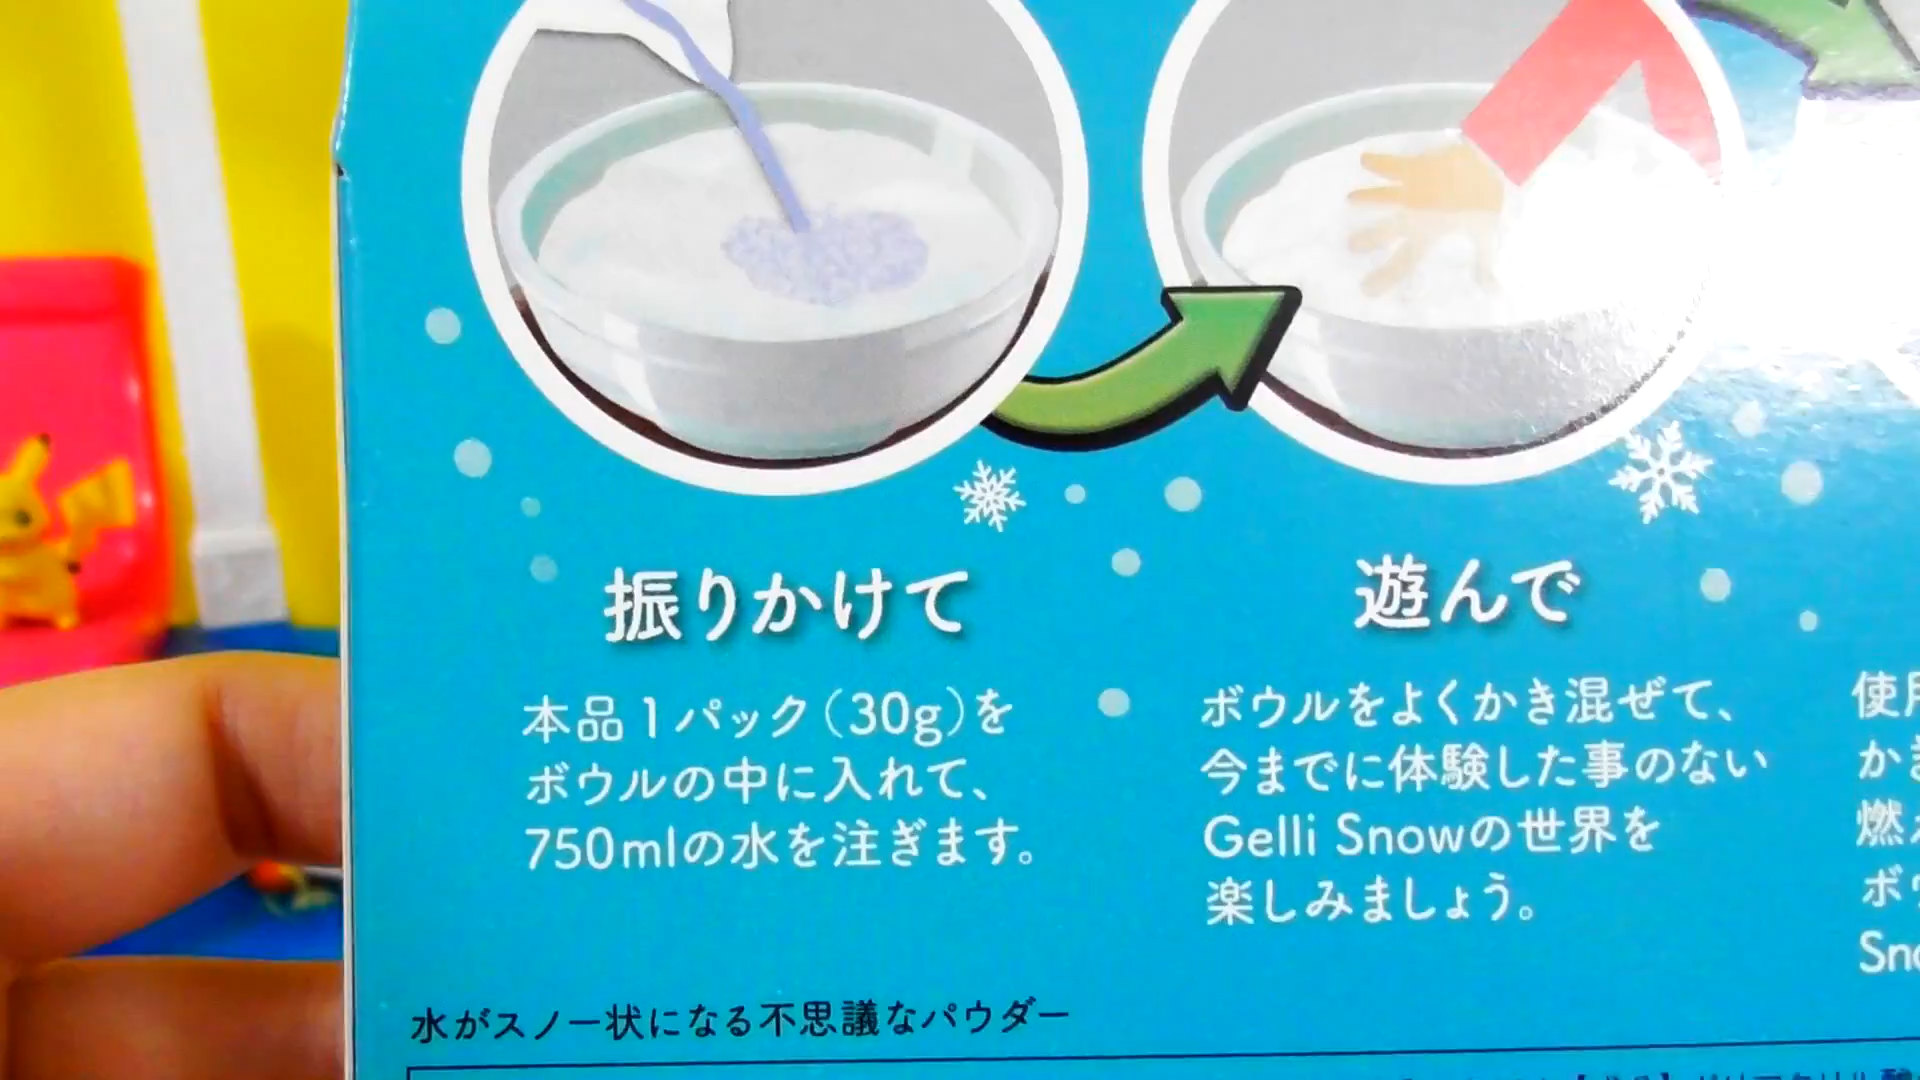 振りかけて
本品1パック(30g)を
ボウルの中に入れて、
750mlの水を注ぎます。
遊んで
ボウルをよくかき混ぜて、
今までに体験した事のない
Gelli Snowの世界を
楽しみましょう。
水がスノー状になる不思議なパウダー